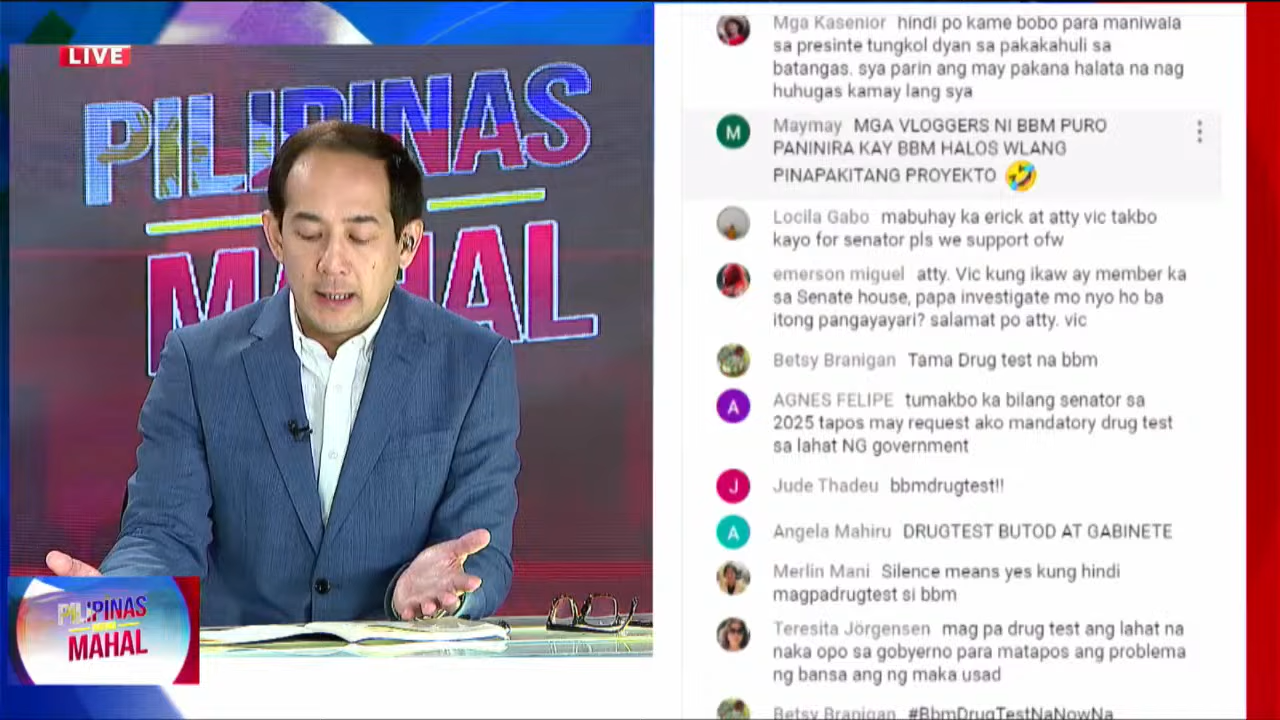 LIVE
PILIPINAS
MAHAL
PILIPINAS
MAHAL
Mga Kasenior hindi po kame bobo para maniwala
sa presinte tungkol dyan sa pakakahuli sa
batangas. sya parin ang may pakana halata na nag
huhugas kamay lang sya
M
Maymay MGA VLOGGERS NI BBM PURO
PANINIRA KAY BBM HALOS WLANG
PINAPAKITANG PROYEKTO 🤣
Locila Gabo mabuhay ka erick at atty vic takbo
kayo for senator pls we support ofw
emerson miguel atty. Vic kung ikaw ay member ka
sa Senate house, papa investigate mo nyo ho ba
itong pangayayari? salamat po atty. vic
Betsy Branigan Tama Drug test na bbm
A
AGNES FELIPE tumakbo ka bilang senator sa
2025 tapos may request ako mandatory drug test
sa lahat NG government
J
Jude Thadeu bbmdrugtest!!
A
Angela Mahiru DRUGTEST BUTOD AT GABINETE
Merlin Mani Silence means yes kung hindi
magpadrugtest si bbm
Teresita Jörgensen mag pa drug test ang lahat na
naka opo sa gobyerno para matapos ang problema
ng bansa ang ng maka usad
Betsy Branigan #BbmDrugTestNaNowNa